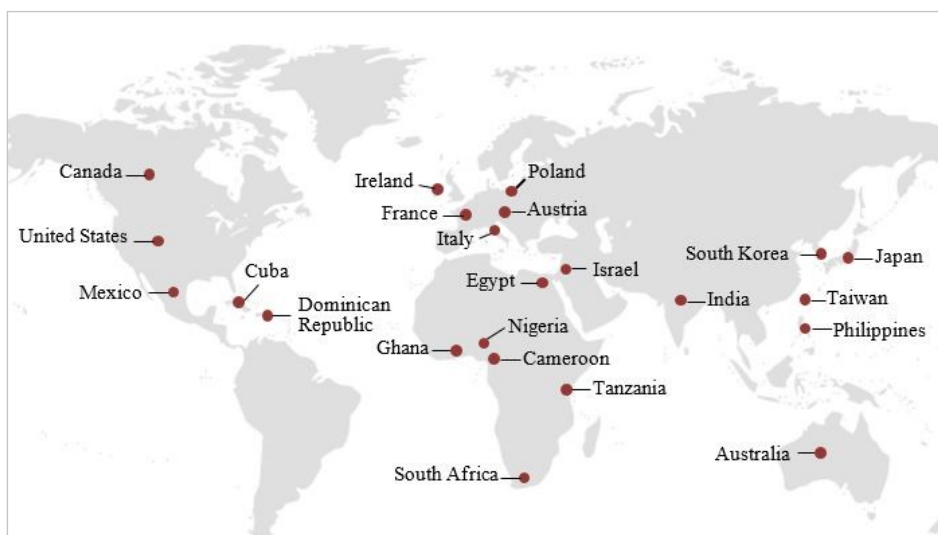 Canada
Ireland
Poland
France
Austria
United States
Italy
South Korea
Japan
Cuba
Israel
Egypt
Mexico
India
Taiwan
Dominican
Republic
Nigeria
Philippines
Ghana
Cameroon
Tanzania
Australia
South Africa